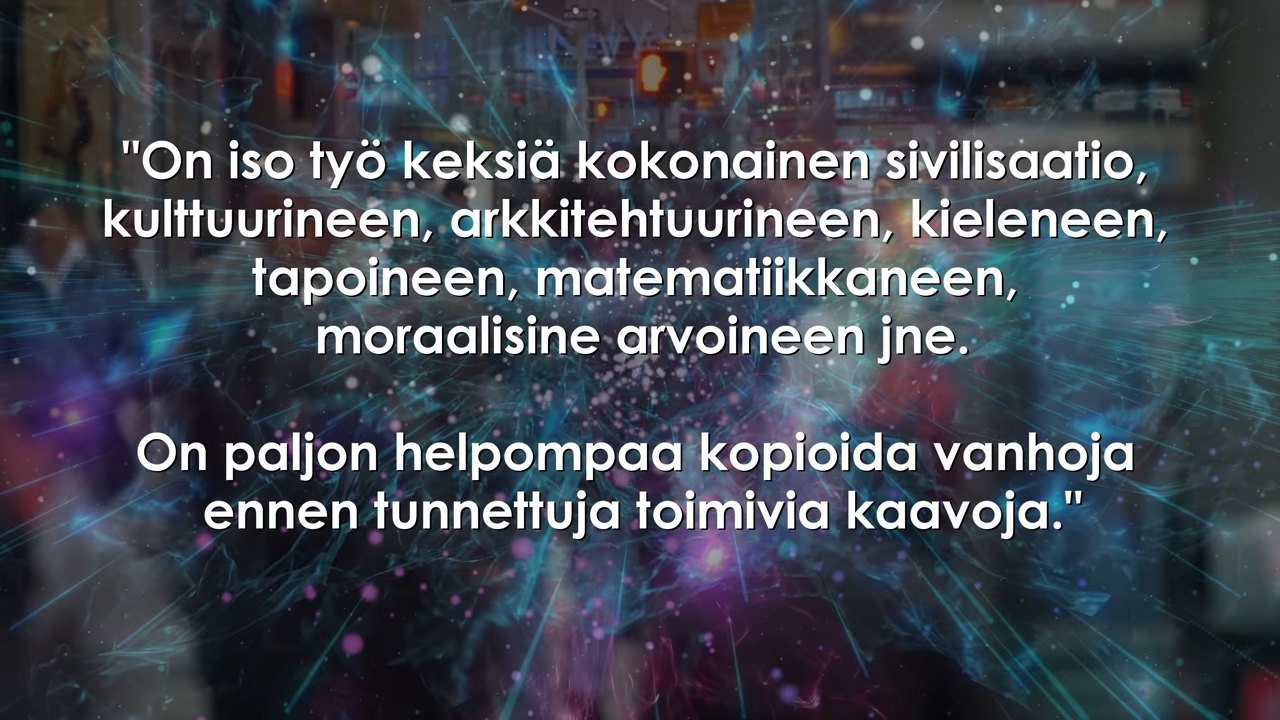 "On iso työ keksiä kokonainen sivilisaatio,
kulttuurineen, arkkitehtuurineen, kieleneen,
tapoineen, matematiikkaneen,
moraalisine arvoineen jne.
On paljon helpompaa kopioida vanhoja
ennen tunnettuja toimivia kaavoja."